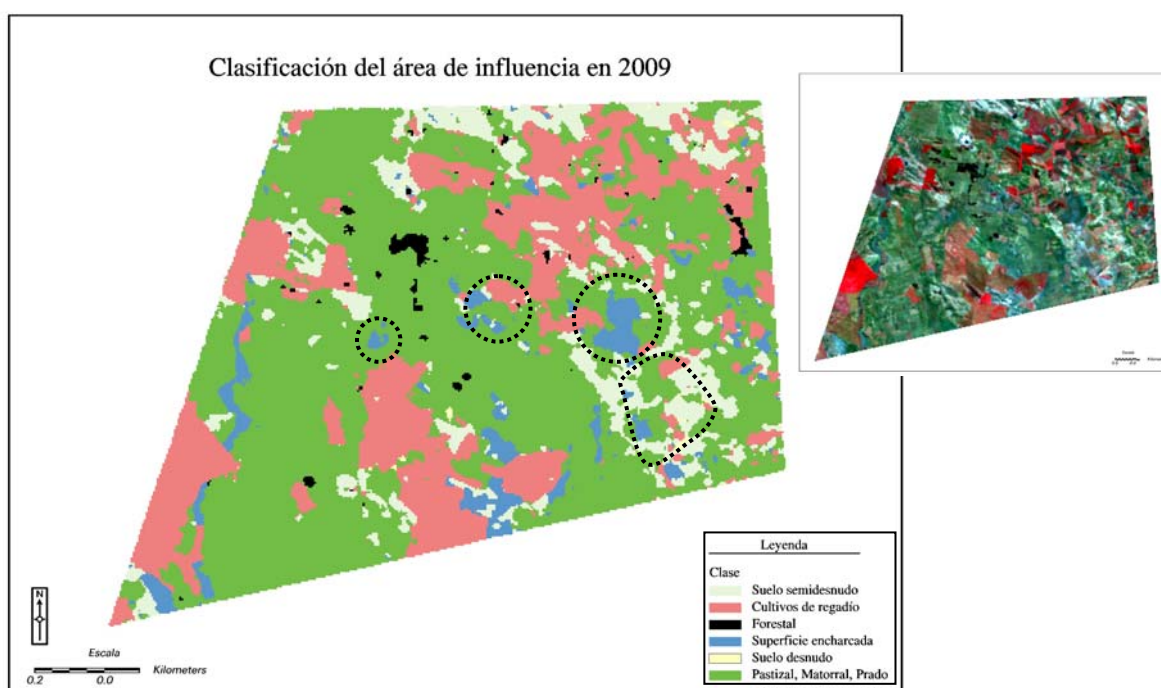 Clasificación del área de influencia en 2009
Leyenda
Clase
Suelo semidesnudo
Cultivos de regadío
Forestal
Superficie encharcada
Suelo desnudo
Pastizal, Matorral, Prado
N
Escala
Kilometers
0.2 0.0